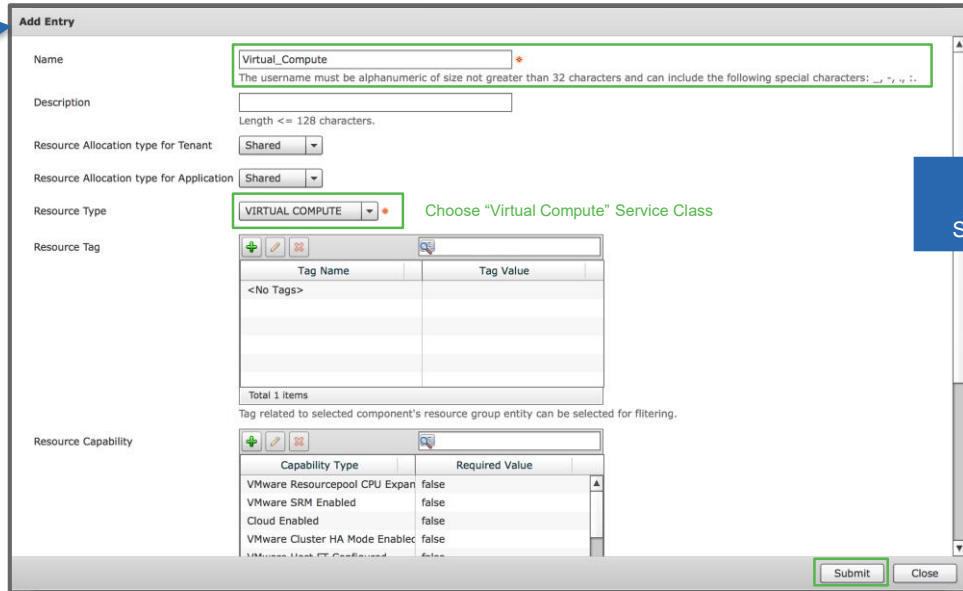 Add Entry
Name
Virtual_Compute
The username must be alphanumeric of size not greater than 32 characters and can include the following special characters: _, -, ., :.
Description
Length <= 128 characters.
Resource Allocation type for Tenant
Shared
Resource Allocation type for Application
Shared
Resource Type
VIRTUAL COMPUTE
Choose “Virtual Compute” Service Class
S
Resource Tag
Tag Name Tag Value
<No Tags>
Total 1 items
Tag related to selected component's resource group entity can be selected for flitering.
Resource Capability
Capability Type Required Value
VMware Resourcepool CPU Expan false
VMware SRM Enabled false
Cloud Enabled false
VMware Cluster HA Mode Enabled false
Submit Close